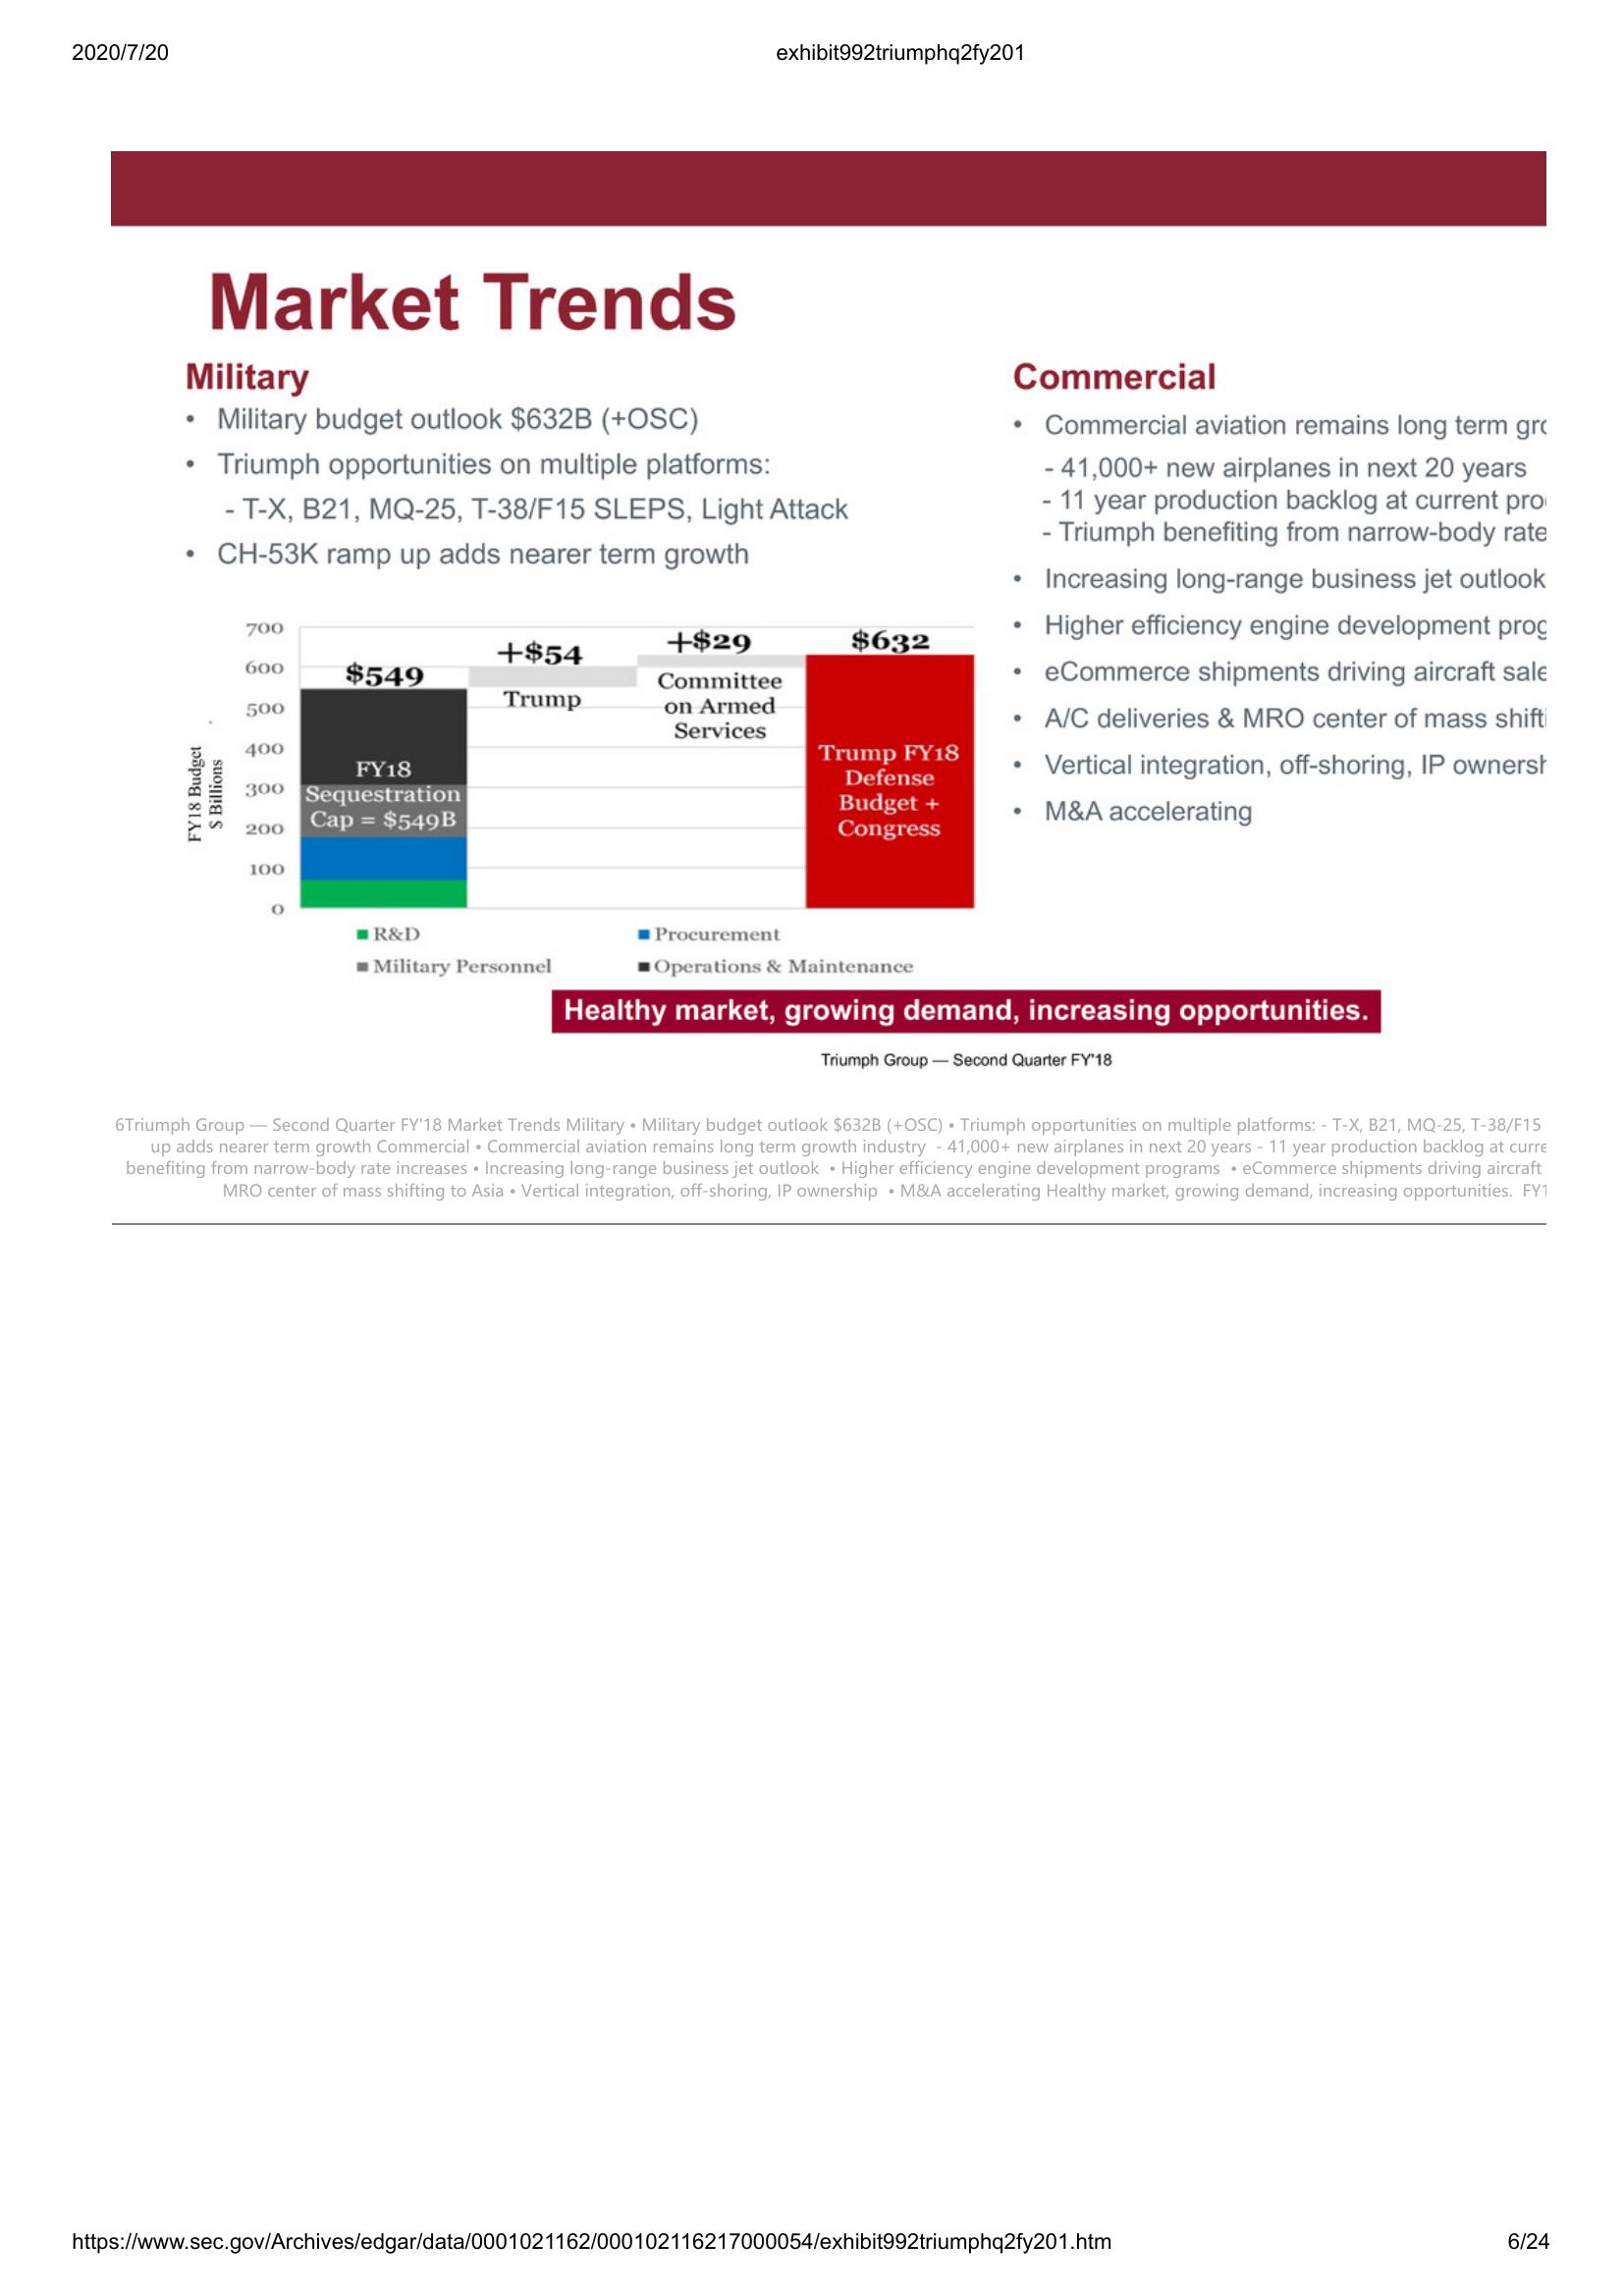 2020/7/20
exhibit992triumphq2fy201
Market Trends
Military
• Military budget outlook $632B (+OSC)
• Triumph opportunities on multiple platforms:
- T-X, B21, MQ-25, T-38/F15 SLEPS, Light Attack
• CH-53K ramp up adds nearer term growth
700
600
500
400
300
200
100
0
FY18 Budget
$ Billions
$549
+$54
+$29
$632
Trump
Committee
on Armed
Services
FY18
Sequestration
Cap = $549B
Trump FY18
Defense
Budget +
Congress
R&D
Procurement
Military Personnel
Operations & Maintenance
Commercial
• Commercial aviation remains long term gro
- 41,000+ new airplanes in next 20 years
- 11 year production backlog at current pro
- Triumph benefiting from narrow-body rate
• Increasing long-range business jet outlook
• Higher efficiency engine development prog
• eCommerce shipments driving aircraft sale
• A/C deliveries & MRO center of mass shifti
• Vertical integration, off-shoring, IP ownersh
• M&A accelerating
Healthy market, growing demand, increasing opportunities.
Triumph Group — Second Quarter FY'18
6Triumph Group — Second Quarter FY'18 Market Trends Military • Military budget outlook $632B (+OSC) • Triumph opportunities on multiple platforms: - T-X, B21, MQ-25, T-38/F15
up adds nearer term growth Commercial • Commercial aviation remains long term growth industry - 41,000+ new airplanes in next 20 years - 11 year production backlog at curre
benefiting from narrow-body rate increases • Increasing long-range business jet outlook • Higher efficiency engine development programs • eCommerce shipments driving aircraft
MRO center of mass shifting to Asia • Vertical integration, off-shoring, IP ownership • M&A accelerating Healthy market, growing demand, increasing opportunities. FY1
https://www.sec.gov/Archives/edgar/data/0001021162/000102116217000054/exhibit992triumphq2fy201.htm
6/24